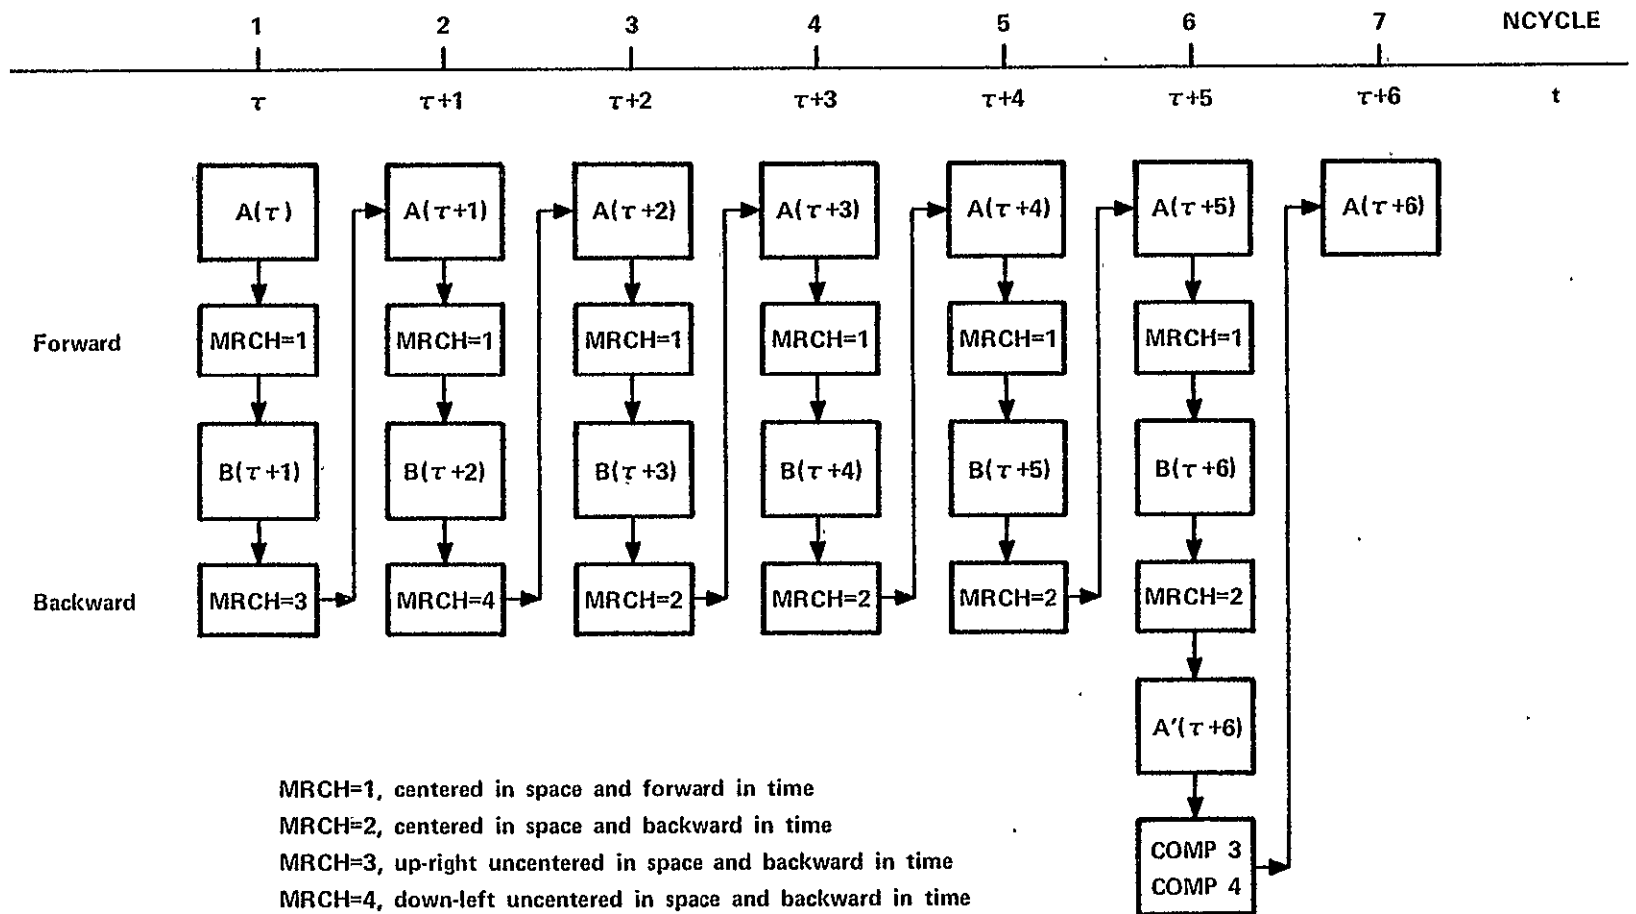 1 2 3 4 5 6 7 NCYCLE
τ τ+1 τ+2 τ+3 τ+4 τ+5 τ+6 t
A(τ) A(τ+1) A(τ+2) A(τ+3) A(τ+4) A(τ+5) A(τ+6)
Forward MRCH=1 MRCH=1 MRCH=1 MRCH=1 MRCH=1 MRCH=1
B(τ+1) B(τ+2) B(τ+3) B(τ+4) B(τ+5) B(τ+6)
Backward MRCH=3 MRCH=4 MRCH=2 MRCH=2 MRCH=2 MRCH=2
A′(τ+6)
MRCH=1, centered in space and forward in time
MRCH=2, centered in space and backward in time
MRCH=3, up-right uncentered in space and backward in time
MRCH=4, down-left uncentered in space and backward in time
COMP 3
COMP 4